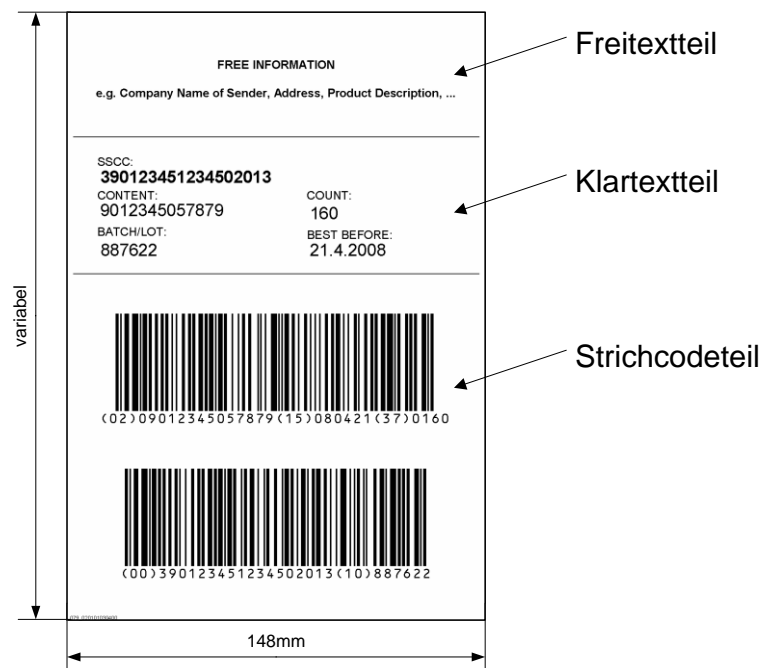 FREE INFORMATION
e.g. Company Name of Sender, Address, Product Description, ...
Freitextteil
SSCC:
390123451234502013
CONTENT:
9012345057879
COUNT:
160
BATCH/LOT:
887622
BEST BEFORE:
21.4.2008
Klartextteil
variabel
(02)09012345057879(15)080421(37)0160
Strichcodeteil
(00)390123451234502013(10)887622
148mm